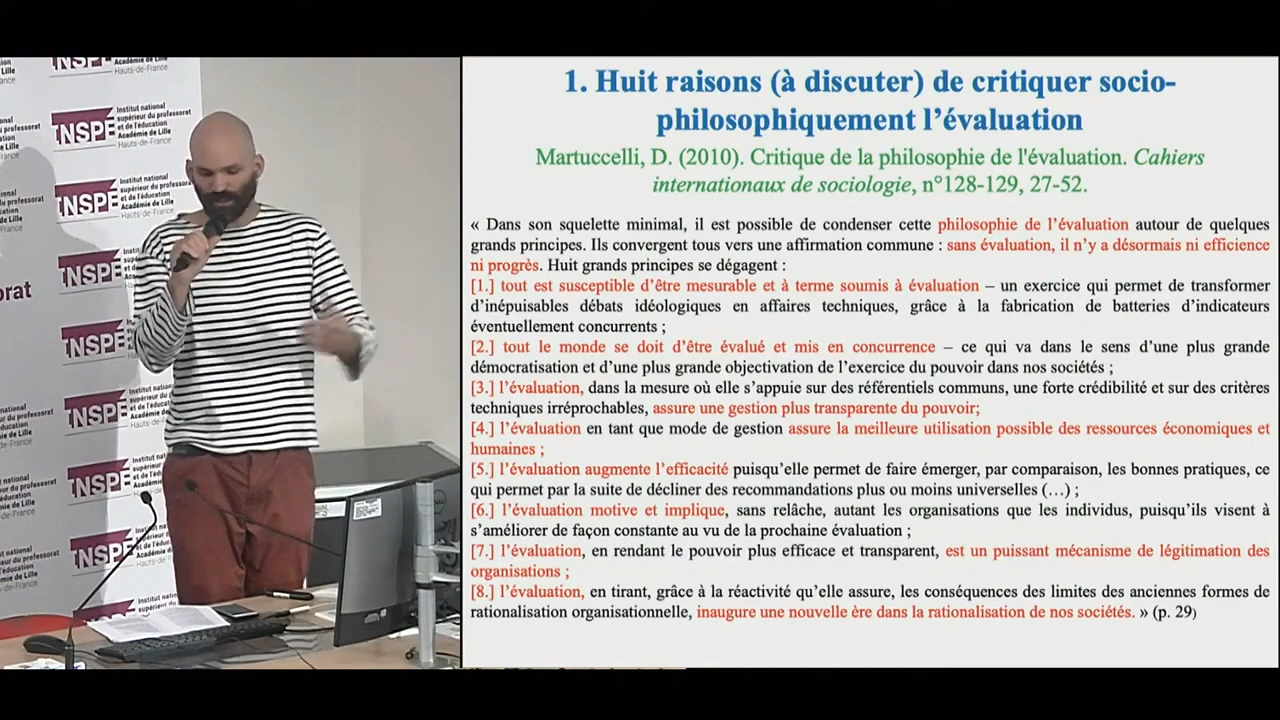 INSPÉ
Académie de Lille
Hauts-de-France
INSPÉ
Institut national
supérieur du professorat
et de l'éducation
Académie de Lille
Hauts-de-France
1. Huit raisons (à discuter) de critiquer socio-
philosophiquement l'évaluation
Martuccelli, D. (2010). Critique de la philosophie de l'évaluation. Cahiers
internationaux de sociologie, n°128-129, 27-52.
« Dans son squelette minimal, il est possible de condenser cette philosophie de l'évaluation autour de quelques
grands principes. Ils convergent tous vers une affirmation commune : sans évaluation, il n'y a désormais ni efficience
ni progrès. Huit grands principes se dégagent :
[1.] tout est susceptible d'être mesurable et à terme soumis à évaluation – un exercice qui permet de transformer
d'inépuisables débats idéologiques en affaires techniques, grâce à la fabrication de batteries d'indicateurs
éventuellement concurrents ;
[2.] tout le monde se doit d'être évalué et mis en concurrence – ce qui va dans le sens d'une plus grande
démocratisation et d'une plus grande objectivation de l'exercice du pouvoir dans nos sociétés ;
[3.] l'évaluation, dans la mesure où elle s'appuie sur des référentiels communs, une forte crédibilité et sur des critères
techniques irréprochables, assure une gestion plus transparente du pouvoir;
[4.] l'évaluation en tant que mode de gestion assure la meilleure utilisation possible des ressources économiques et
humaines ;
[5.] l'évaluation augmente l'efficacité puisqu'elle permet de faire émerger, par comparaison, les bonnes pratiques, ce
qui permet par la suite de décliner des recommandations plus ou moins universelles (…) ;
[6.] l'évaluation motive et implique, sans relâche, autant les organisations que les individus, puisqu'ils visent à
s'améliorer de façon constante au vu de la prochaine évaluation ;
[7.] l'évaluation, en rendant le pouvoir plus efficace et transparent, est un puissant mécanisme de légitimation des
organisations ;
[8.] l'évaluation, en tirant, grâce à la réactivité qu'elle assure, les conséquences des limites des anciennes formes de
rationalisation organisationnelle, inaugure une nouvelle ère dans la rationalisation de nos sociétés. » (p. 29)